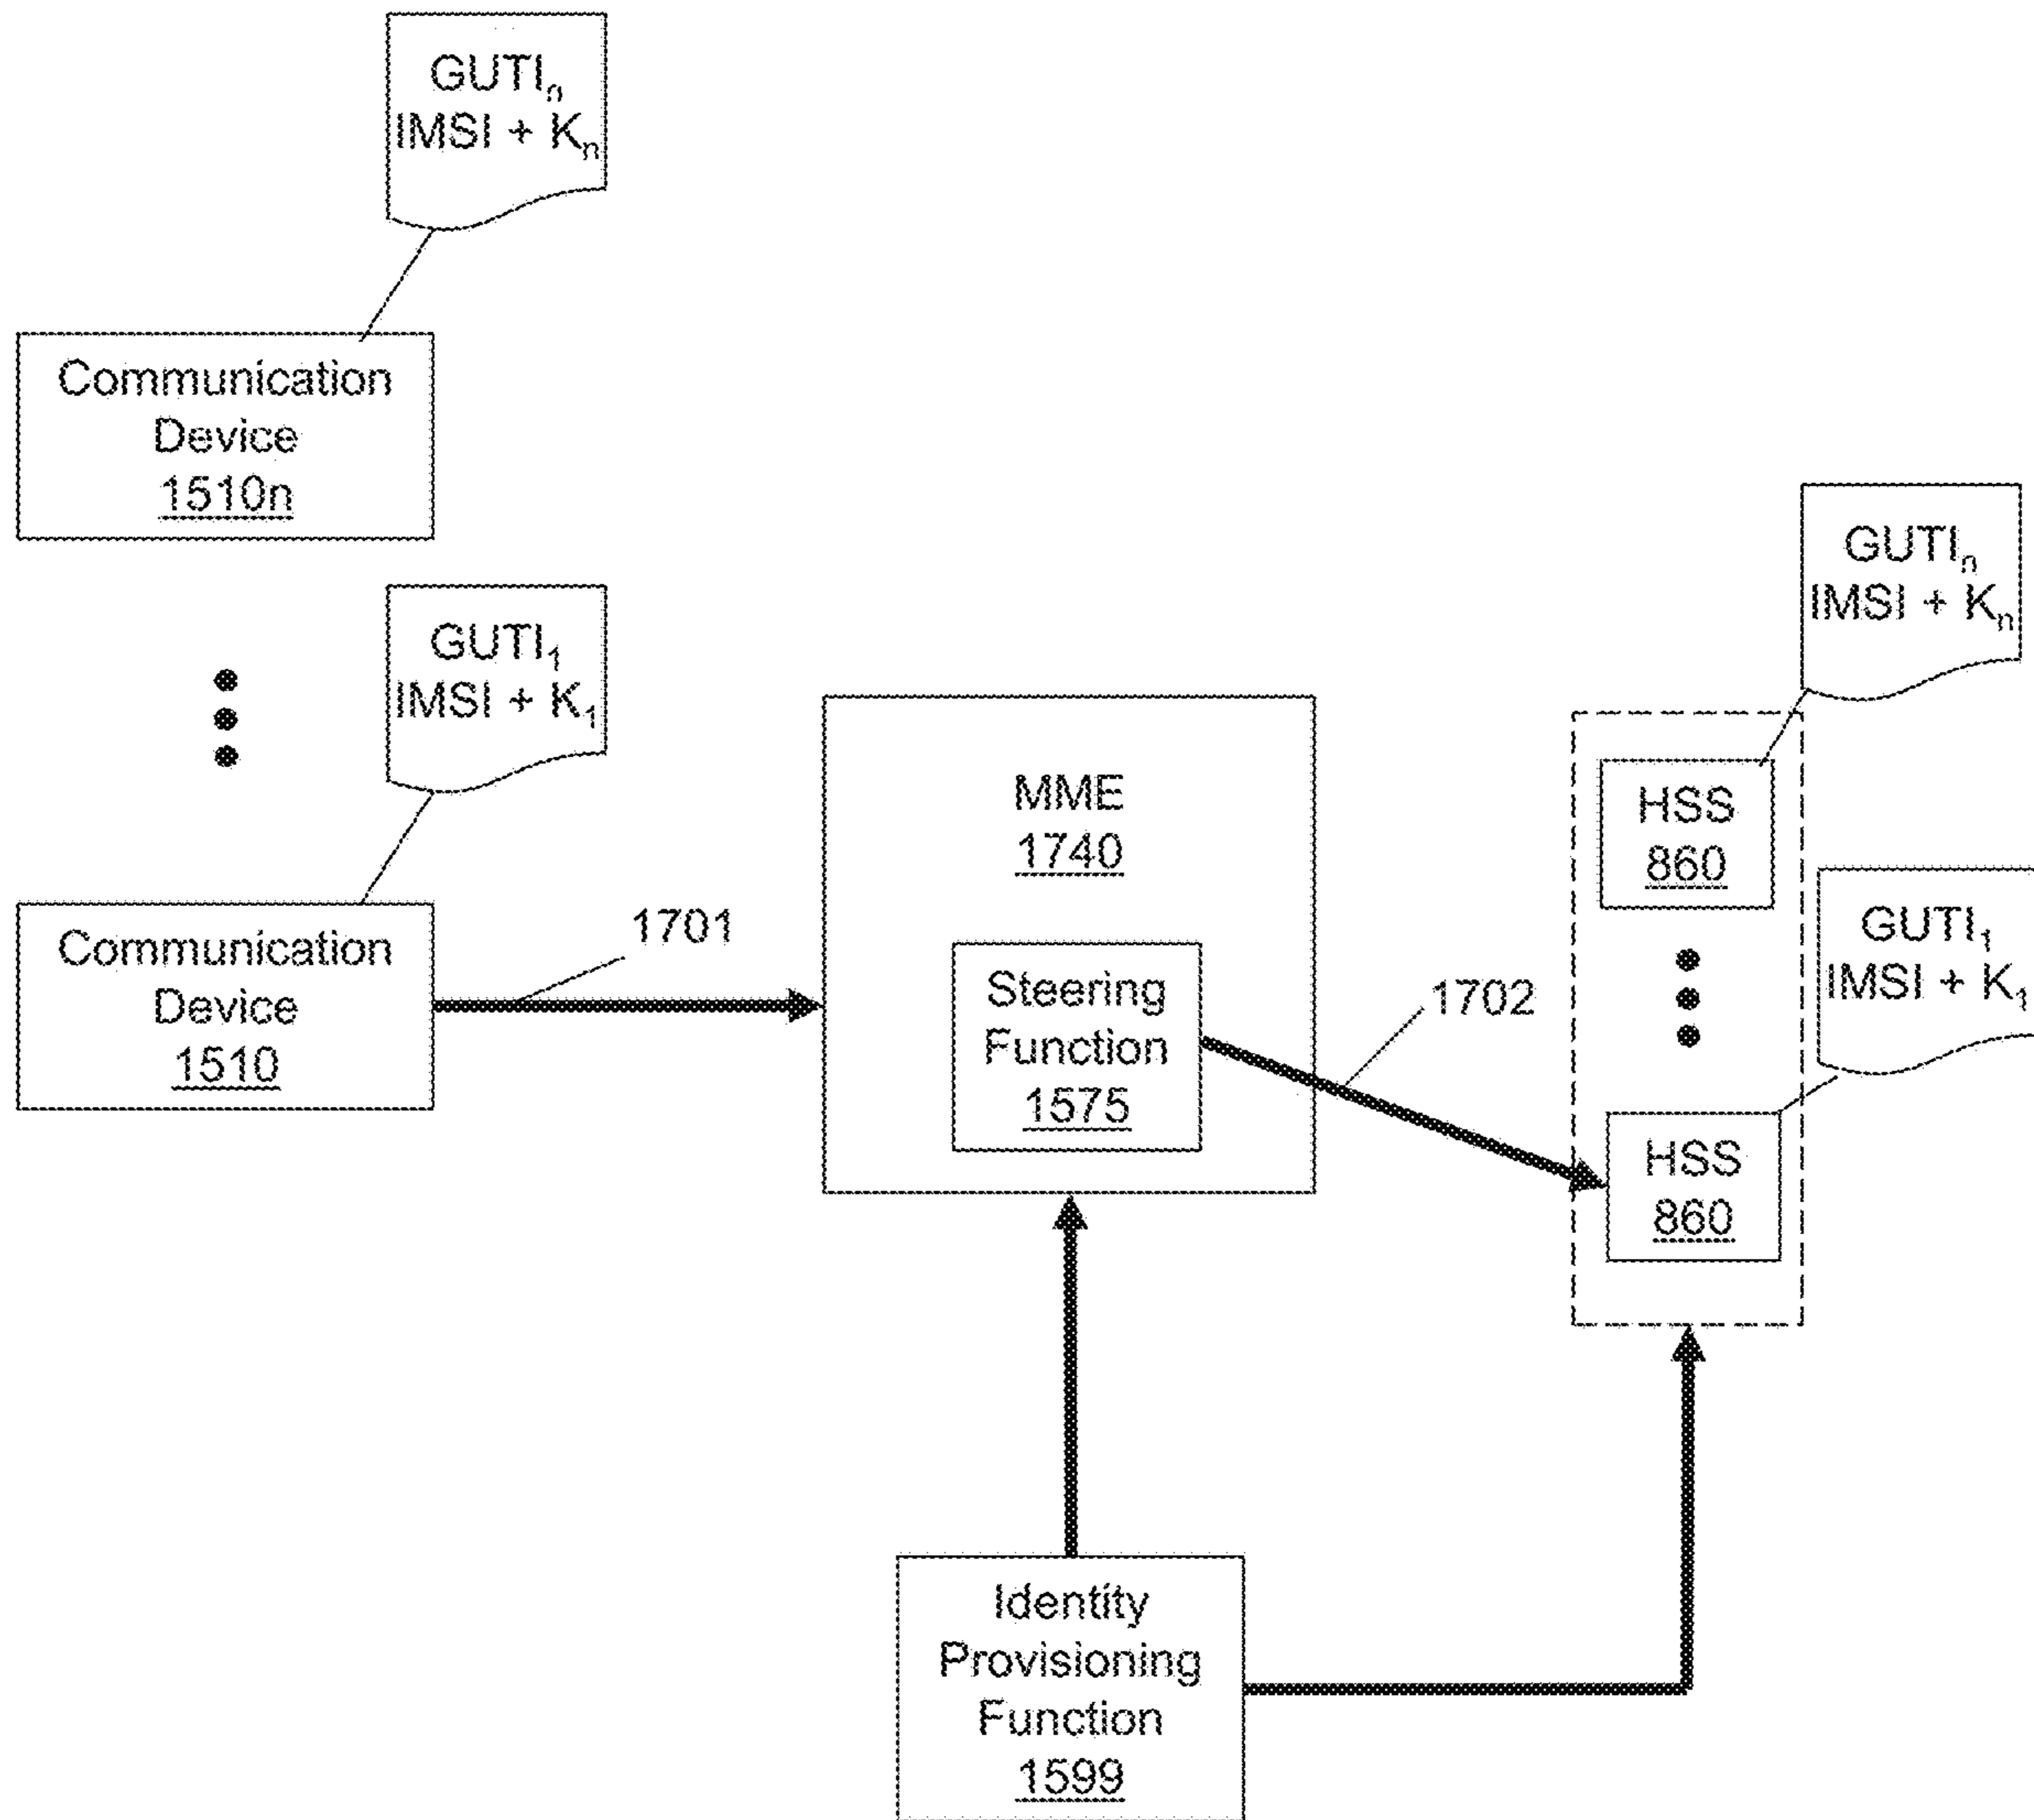 GUTIₙ
IMSI + Kₙ
Communication
Device
1510n
GUTI₁
IMSI + K₁
Communication
Device
1510
1701
MME
1740
Steering
Function
1575
1702
GUTIₙ
IMSI + Kₙ
HSS
860
GUTI₁
IMSI + K₁
HSS
860
Identity
Provisioning
Function
1599